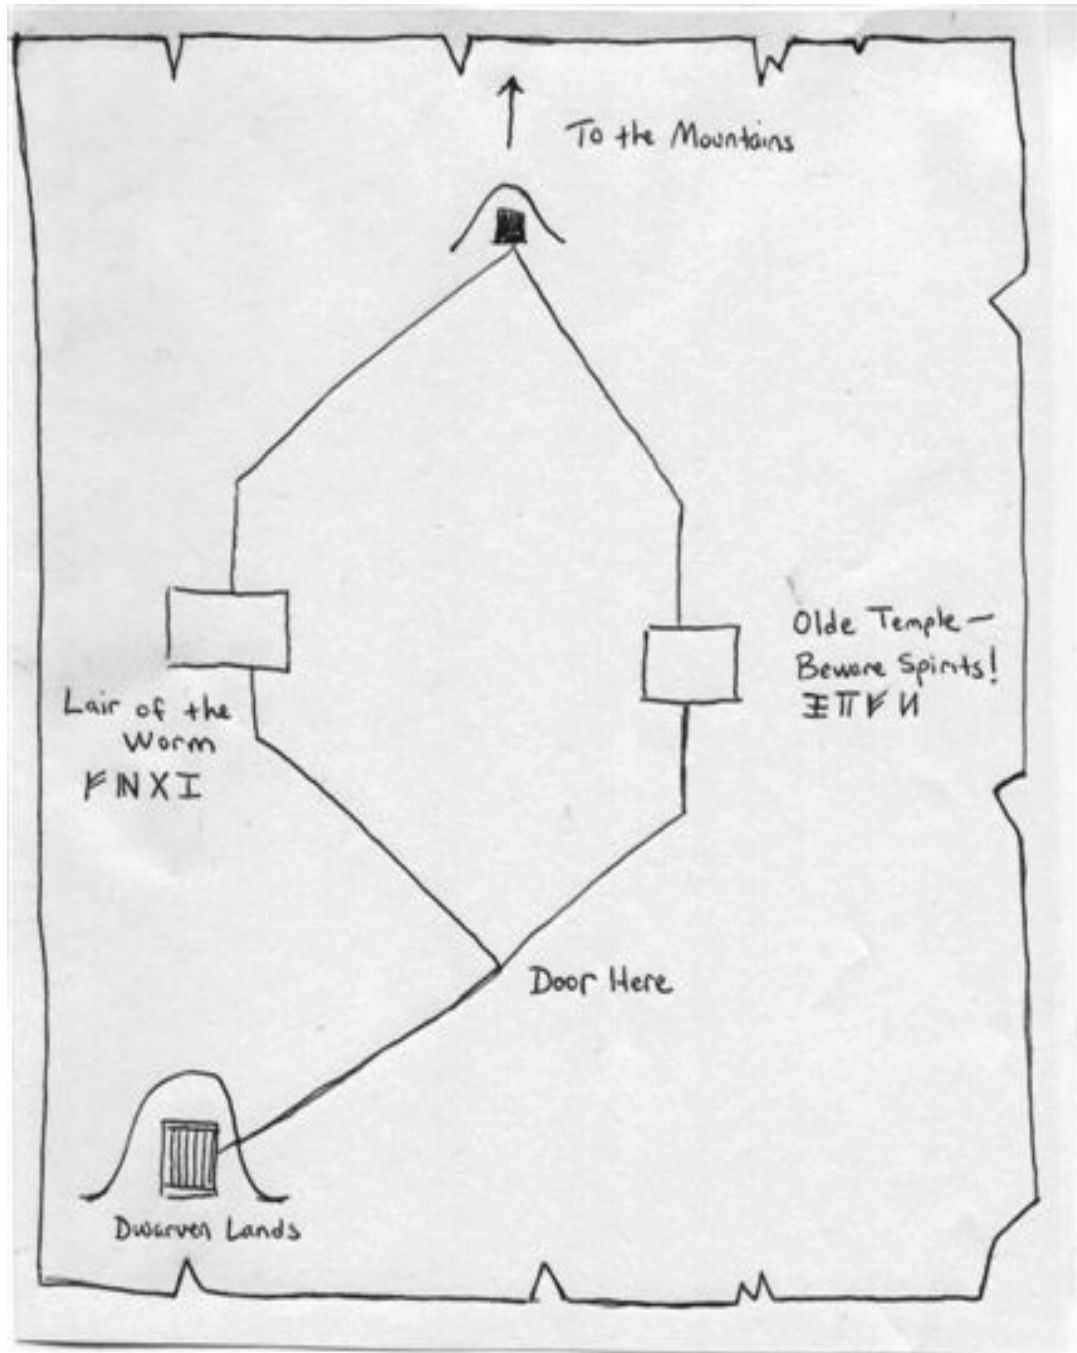 To the Mountains
Olde Temple —
Beware Spirits!
Lair of the
Worm
Door Here
Dwarven Lands